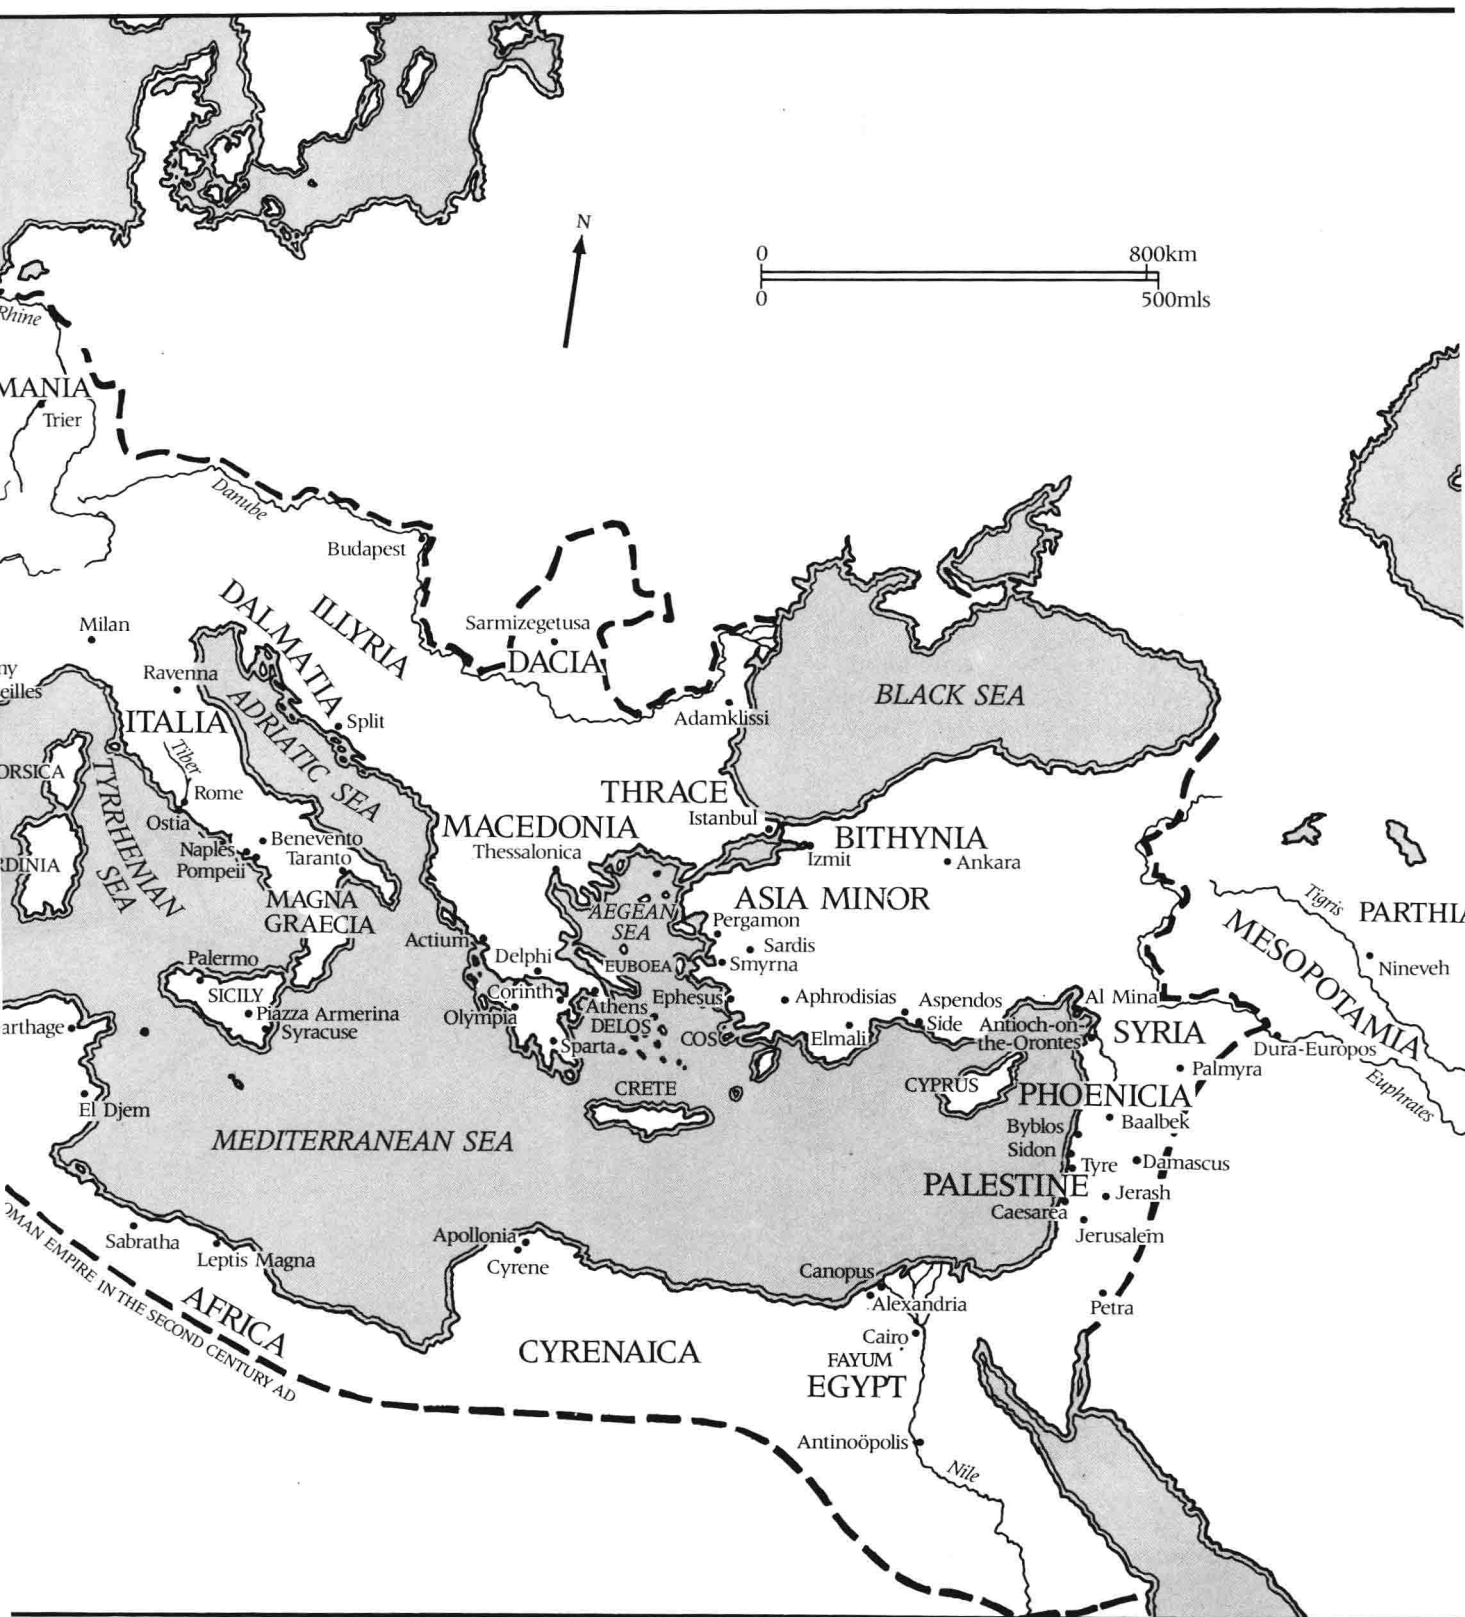 N
0
800km
0
500mls
Rhine
MANIA
Trier
Danube
Budapest
DALMATIA
ILLYRIA
Sarmizegetusa
DACIA
Milan
Ravenna
ny
eilles
ITALIA
ADRIATIC SEA
Split
Adamklissi
BLACK SEA
ORSICA
TYRRHENIAN
SEA
Tiber
Rome
Ostia
Naples
Pompeii
Benevento
Taranto
RDINIA
MAGNA
GRAECIA
THRACE
Istanbul
MACEDONIA
Thessalonica
BITHYNIA
Izmit
Ankara
ASIA MINOR
AEGEAN
SEA
Pergamon
Sardis
Smyrna
Tigris
PARTHIA
MESOPOTAMIA
Nineveh
Actium
Delphi
EUBOEA
Palermo
SICILY
Piazza Armerina
Syracuse
Corinth
Olympia
Athens
DELOS
Sparta
Ephesus
COS
Aphrodisias
Aspendos
Side
Elmali
Al Mina
Antioch-on-
the-Orontes
SYRIA
Dura-Europos
Palmyra
Euphrates
arthage
El Djem
CRETE
CYPRUS
PHOENICIA
Byblos
Baalbek
Sidon
Tyre
Damascus
MEDITERRANEAN SEA
PALESTINE
Jerash
Caesarea
Jerusalem
Petra
Sabratha
Leptis Magna
Apollonia
Cyrene
Canopus
Alexandria
Cairo
FAYUM
EGYPT
AFRICA
OMAN EMPIRE IN THE SECOND CENTURY AD
CYRENAICA
Antinoöpolis
Nile